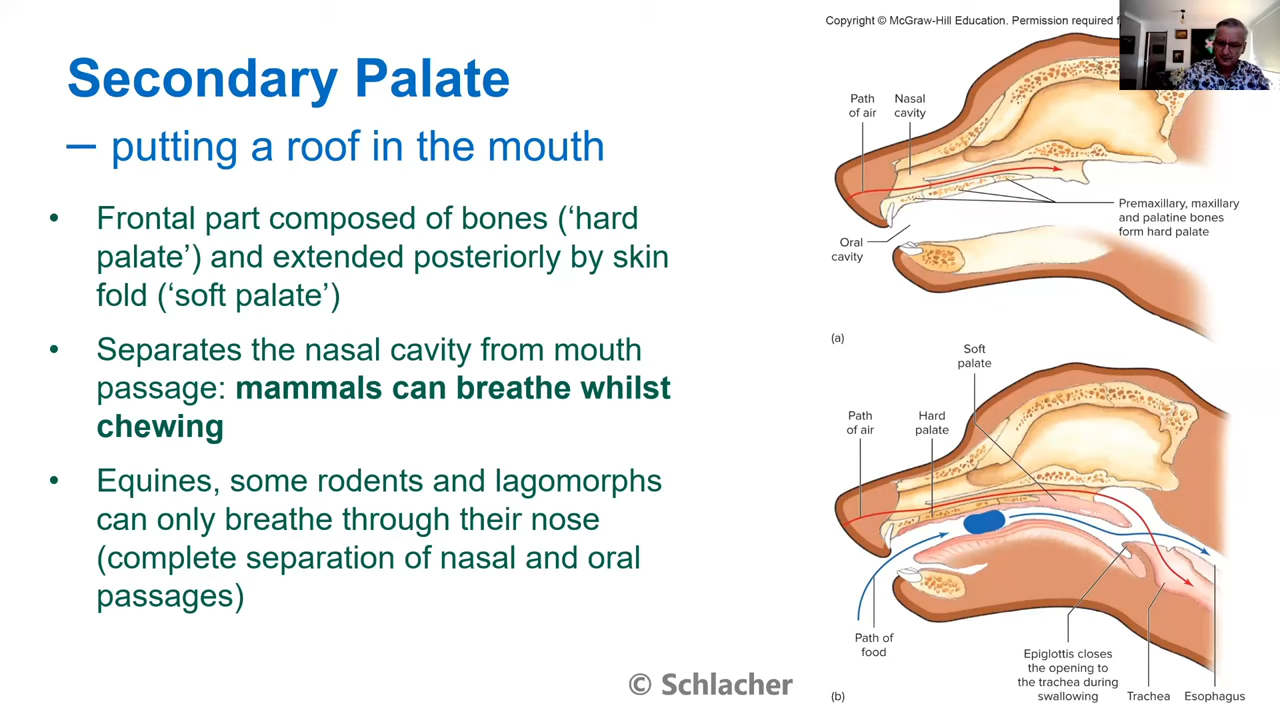 Secondary Palate
– putting a roof in the mouth
• Frontal part composed of bones (‘hard
palate’) and extended posteriorly by skin
fold (‘soft palate’)
• Separates the nasal cavity from mouth
passage: mammals can breathe whilst
chewing
• Equines, some rodents and lagomorphs
can only breathe through their nose
(complete separation of nasal and oral
passages)
© Schlacher
Copyright © McGraw-Hill Education. Permission required
Path
of air
Nasal
cavity
Premaxillary, maxillary
and palatine bones
form hard palate
Oral
cavity
(a)
Soft
palate
Path
of air
Hard
palate
Path of
food
Epiglottis closes
the opening to
the trachea during
swallowing
Trachea
Esophagus
(b)